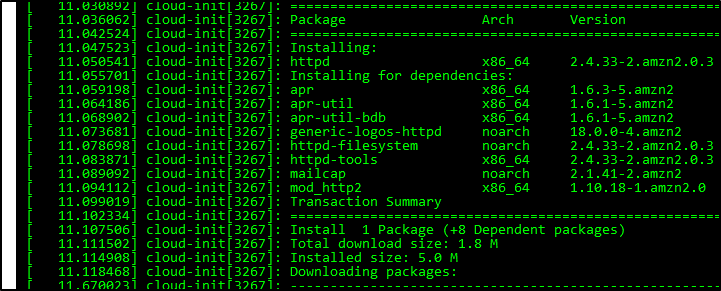 [   11.030892] cloud-init[3267]: ================================================================
[   11.036062] cloud-init[3267]: Package Arch Version
[   11.042524] cloud-init[3267]: ================================================================
[   11.047523] cloud-init[3267]: Installing:
[   11.050541] cloud-init[3267]: httpd x86_64 2.4.33-2.amzn2.0.3
[   11.055701] cloud-init[3267]: Installing for dependencies:
[   11.059198] cloud-init[3267]: apr x86_64 1.6.3-5.amzn2
[   11.064186] cloud-init[3267]: apr-util x86_64 1.6.1-5.amzn2
[   11.068902] cloud-init[3267]: apr-util-bdb x86_64 1.6.1-5.amzn2
[   11.073681] cloud-init[3267]: generic-logos-httpd noarch 18.0.0-4.amzn2
[   11.078698] cloud-init[3267]: httpd-filesystem noarch 2.4.33-2.amzn2.0.3
[   11.083871] cloud-init[3267]: httpd-tools x86_64 2.4.33-2.amzn2.0.3
[   11.089092] cloud-init[3267]: mailcap noarch 2.1.41-2.amzn2
[   11.094112] cloud-init[3267]: mod_http2 x86_64 1.10.18-1.amzn2.0
[   11.099019] cloud-init[3267]: Transaction Summary
[   11.102334] cloud-init[3267]: ================================================================
[   11.107506] cloud-init[3267]: Install  1 Package (+8 Dependent packages)
[   11.111502] cloud-init[3267]: Total download size: 1.8 M
[   11.114908] cloud-init[3267]: Installed size: 5.0 M
[   11.118468] cloud-init[3267]: Downloading packages:
[   11.670023] cloud-init[3267]: ----------------------------------------------------------------